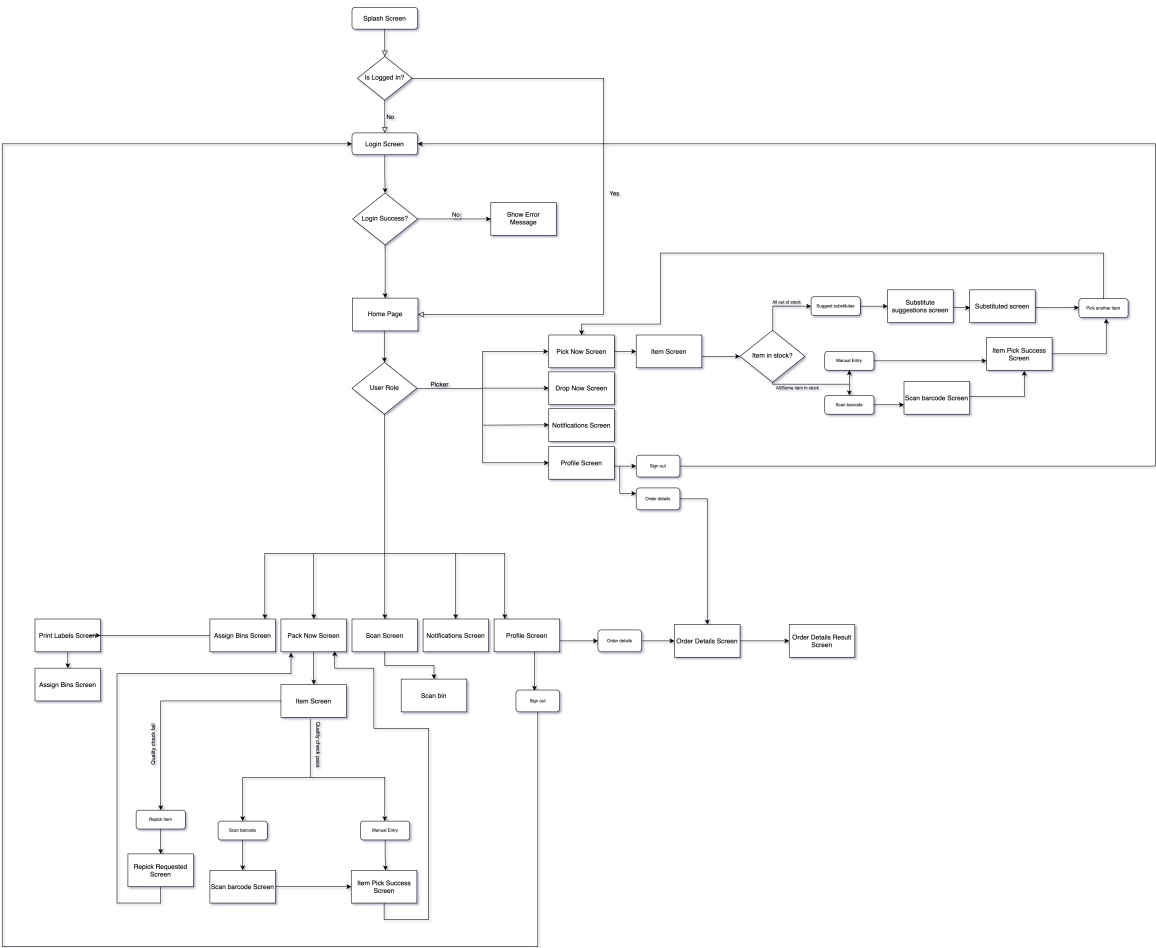 Splash Screen
Is Logged In?
No
Login Screen
Yes
Login Success?
No
Show Error
Message
Home Page
User Role
Picker
Pick Now Screen
Item Screen
Item in stock?
All out of stock
Suggest substitutes
Substitute
suggestions screen
Substituted screen
Pick another item
Manual Entry
Item Pick Success
Screen
All/Some item in stock
Scan barcode
Scan barcode Screen
Drop Now Screen
Notifications Screen
Profile Screen
Sign out
Order details
Print Labels Screen
Assign Bins Screen
Pack Now Screen
Scan Screen
Notifications Screen
Profile Screen
Order details
Order Details Screen
Order Details Result
Screen
Assign Bins Screen
Item Screen
Scan bin
Sign out
Quality check fail
Quality check pass
Repick item
Scan barcode
Manual Entry
Repick Requested
Screen
Scan barcode Screen
Item Pick Success
Screen